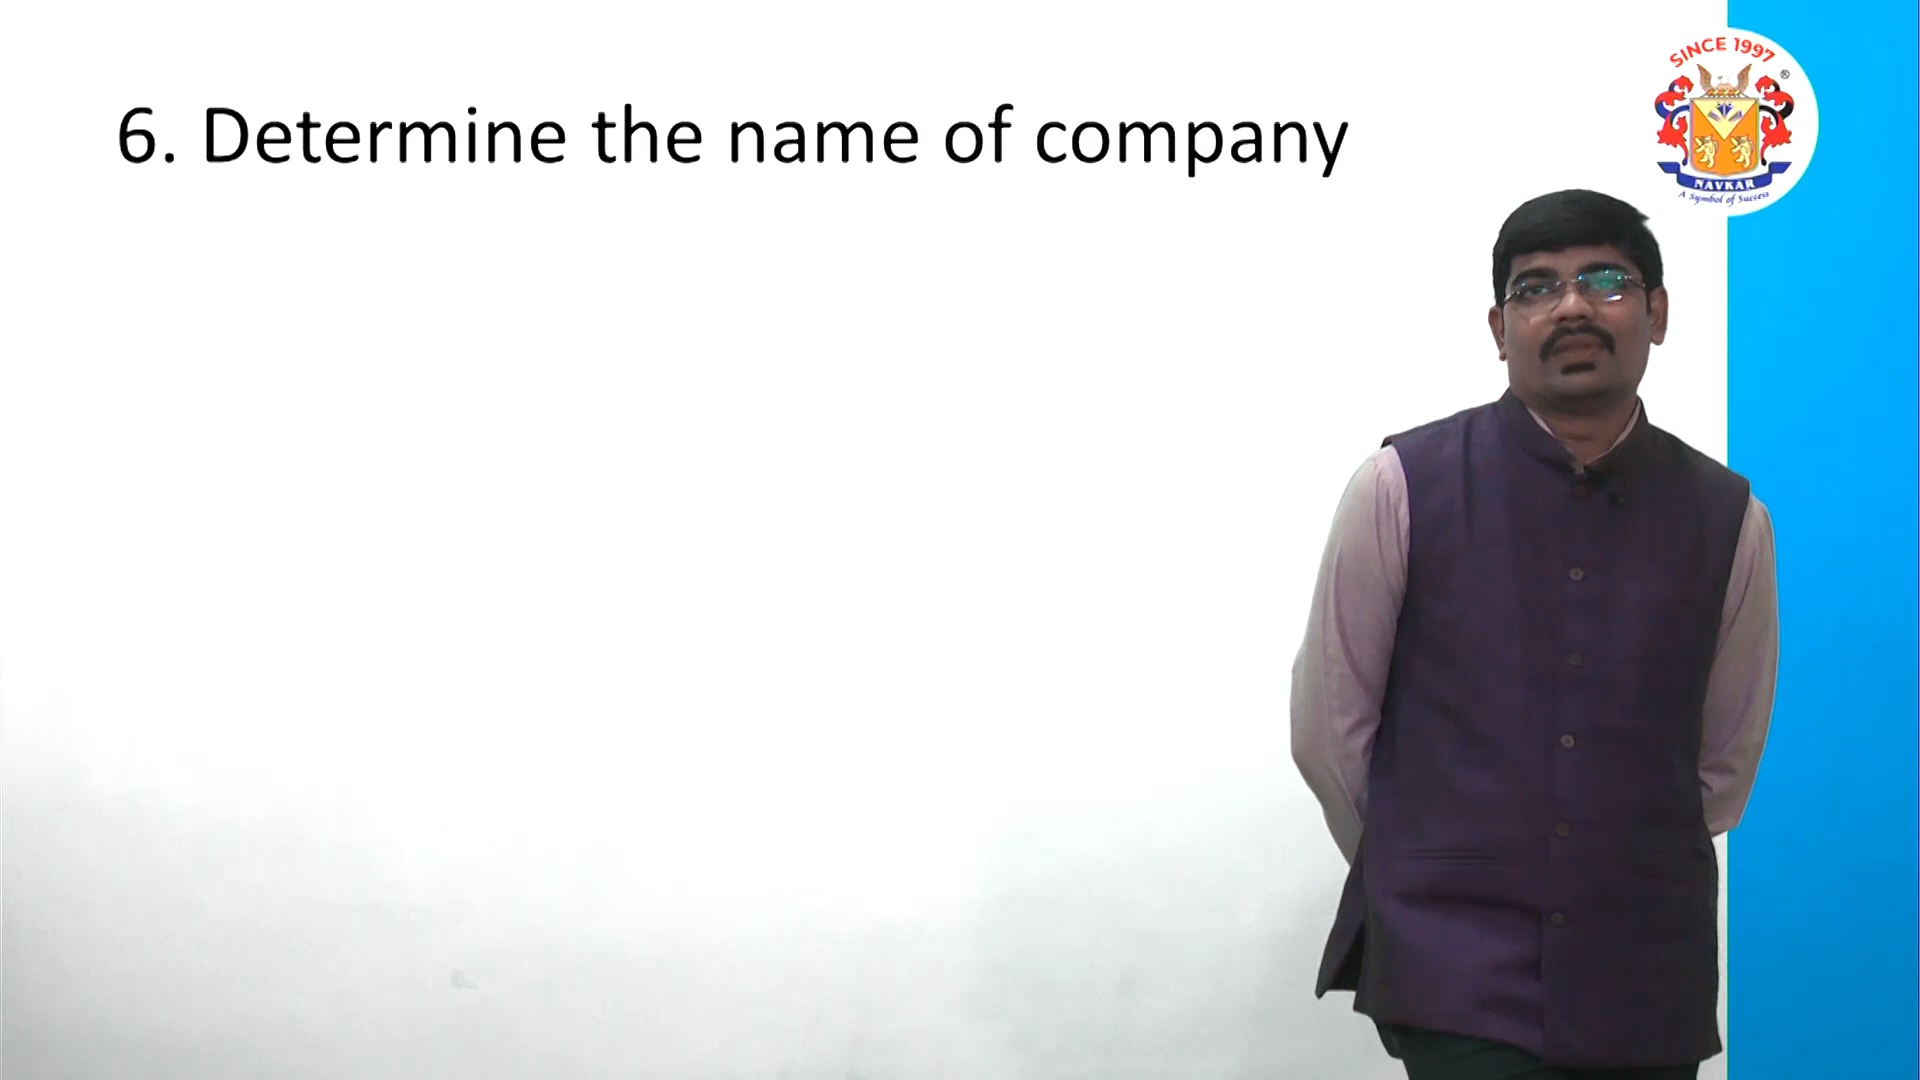 6. Determine the name of company
SINCE 1997
®
NAVKAR
A Symbol of Success